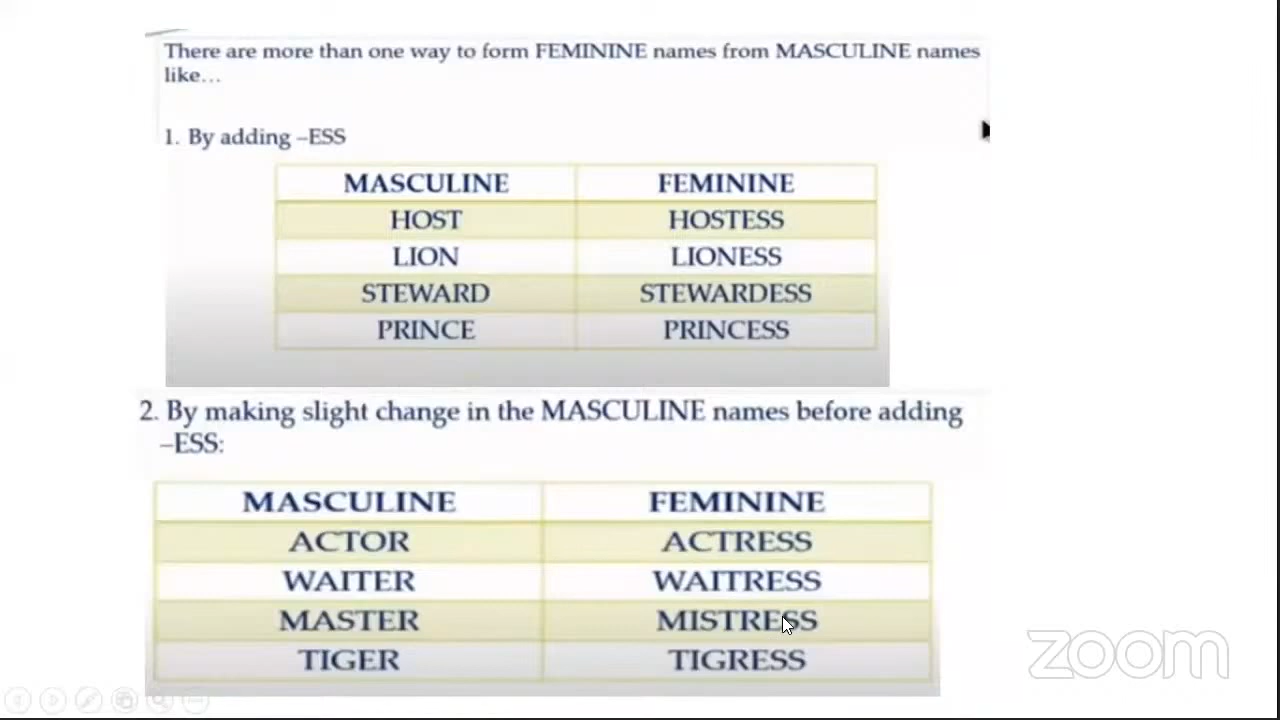 There are more than one way to form FEMININE names from MASCULINE names
like...
1. By adding –ESS
MASCULINE FEMININE
HOST HOSTESS
LION LIONESS
STEWARD STEWARDESS
PRINCE PRINCESS
2. By making slight change in the MASCULINE names before adding
–ESS:
MASCULINE FEMININE
ACTOR ACTRESS
WAITER WAITRESS
MASTER MISTRESS
TIGER TIGRESS
zoom